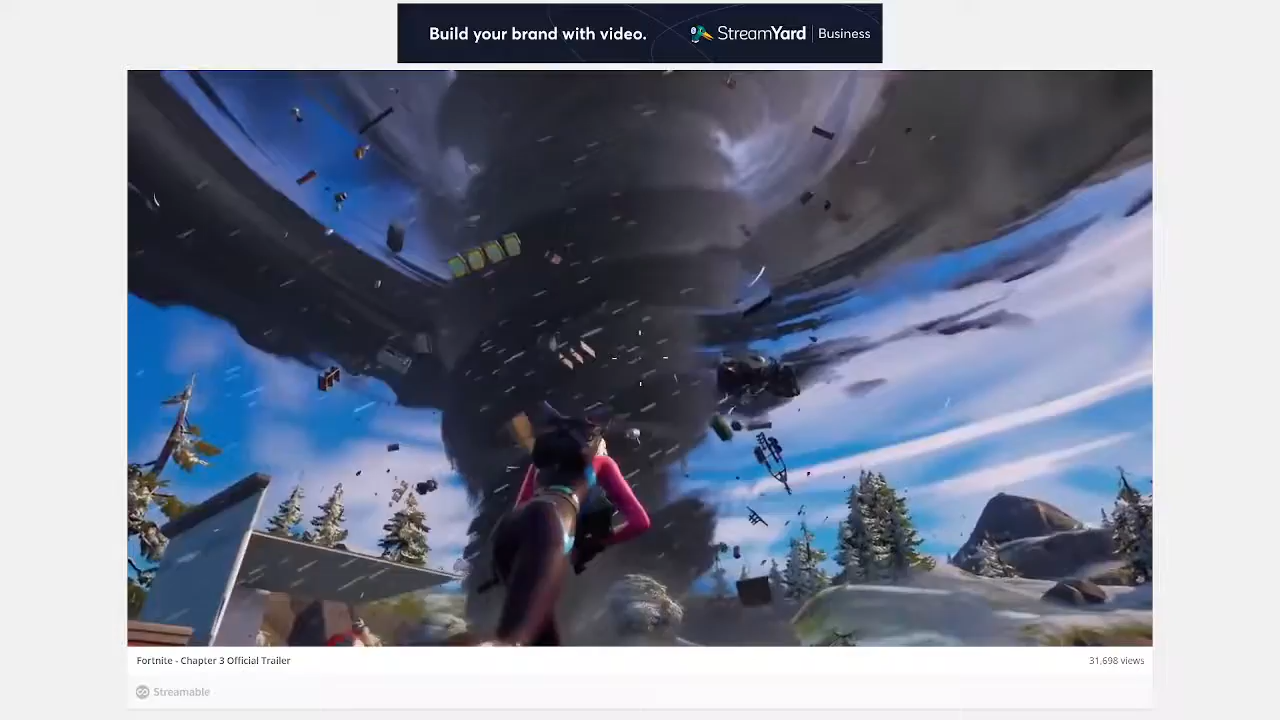 Build your brand with video. StreamYard Business
Fortnite - Chapter 3 Official Trailer 31,698 views
Streamable